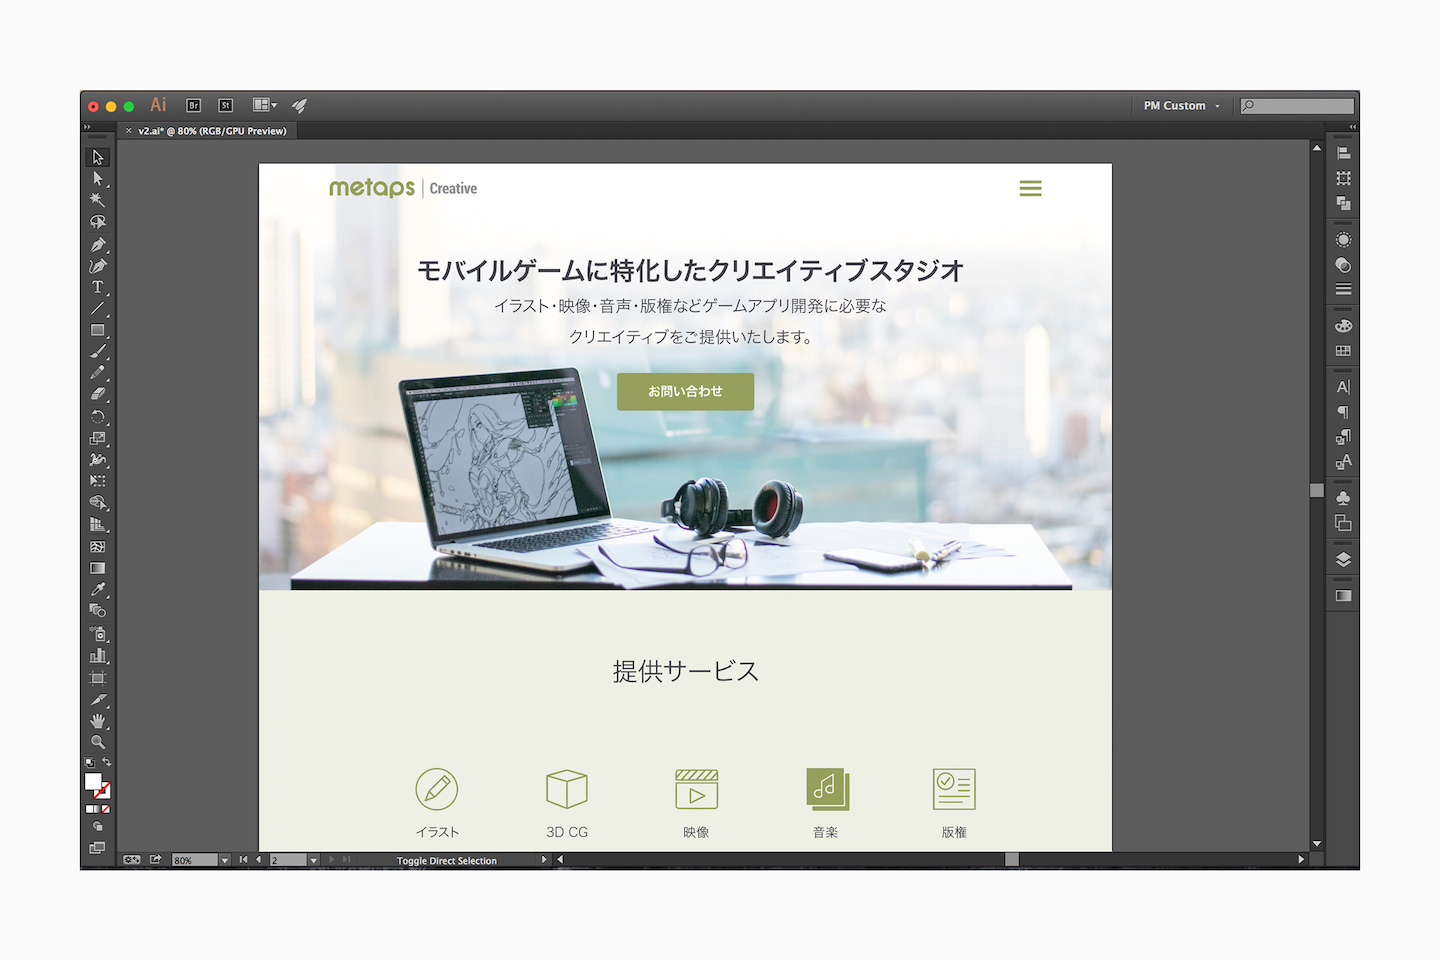 Ai Br St PM Custom
v2.ai* @ 80% (RGB/GPU Preview)
metaps Creative
モバイルゲームに特化したクリエイティブスタジオ
イラスト・映像・音声・版権などゲームアプリ開発に必要な
クリエイティブをご提供いたします。
お問い合わせ
提供サービス
イラスト 3D CG 映像 音楽 版権
80% 2 Toggle Direct Selection